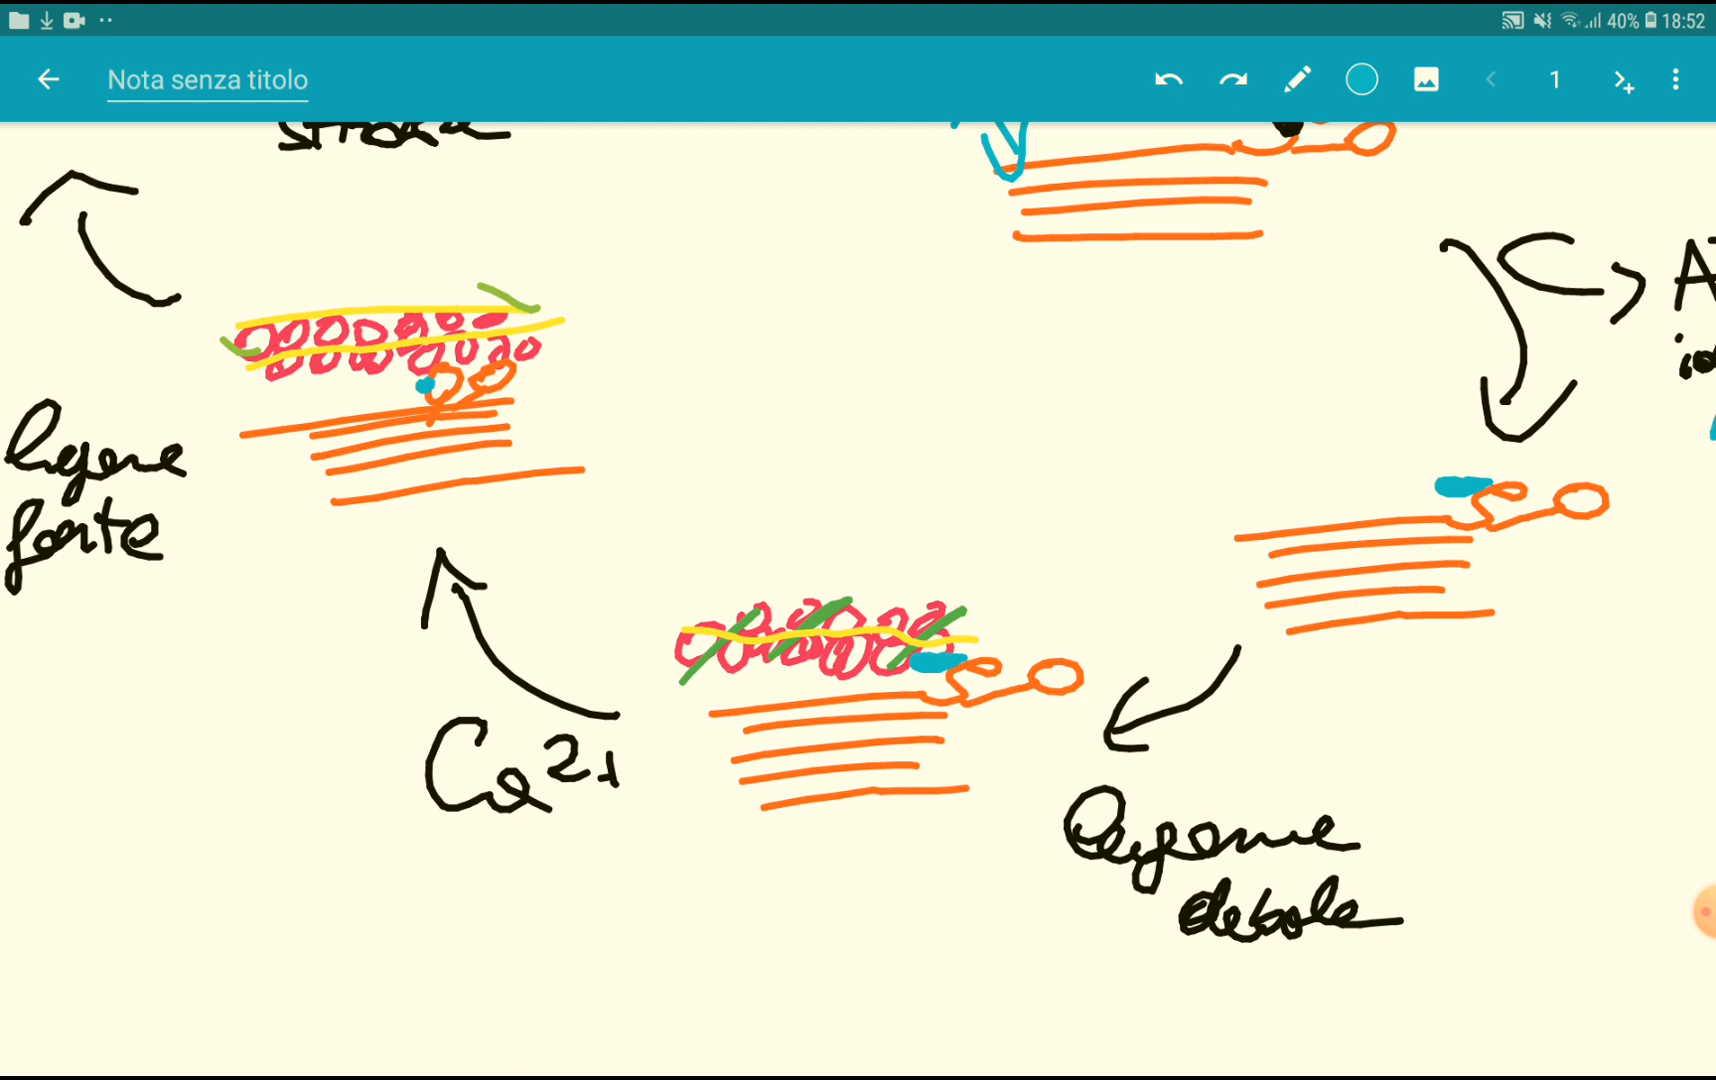 40% 18:52
Nota senza titolo
1
legame
forte
Ca2+
legame
debole